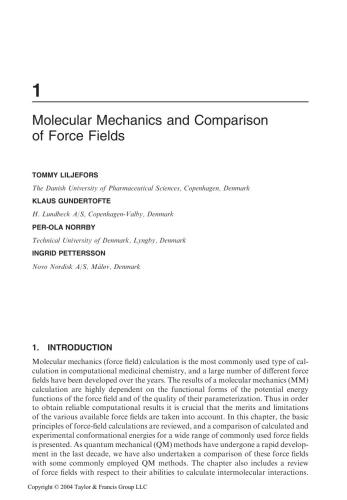 1
Molecular Mechanics and Comparison
of Force Fields
TOMMY LILJEFORS
The Danish University of Pharmaceutical Sciences, Copenhagen, Denmark
KLAUS GUNDERTOFTE
H. Lundbeck A/S, Copenhagen-Valby, Denmark
PER-OLA NORRBY
Technical University of Denmark, Lyngby, Denmark
INGRID PETTERSSON
Novo Nordisk A/S, Målov, Denmark
1. INTRODUCTION
Molecular mechanics (force field) calculation is the most commonly used type of cal-
culation in computational medicinal chemistry, and a large number of different force
fields have been developed over the years. The results of a molecular mechanics (MM)
calculation are highly dependent on the functional forms of the potential energy
functions of the force field and of the quality of their parameterization. Thus in order
to obtain reliable computational results it is crucial that the merits and limitations
of the various available force fields are taken into account. In this chapter, the basic
principles of force-field calculations are reviewed, and a comparison of calculated and
experimental conformational energies for a wide range of commonly used force fields
is presented. As quantum mechanical (QM) methods have undergone a rapid develop-
ment in the last decade, we have also undertaken a comparison of these force fields
with some commonly employed QM methods. The chapter also includes a review
of force fields with respect to their abilities to calculate intermolecular interactions.
Copyright © 2004 Taylor & Francis Group LLC